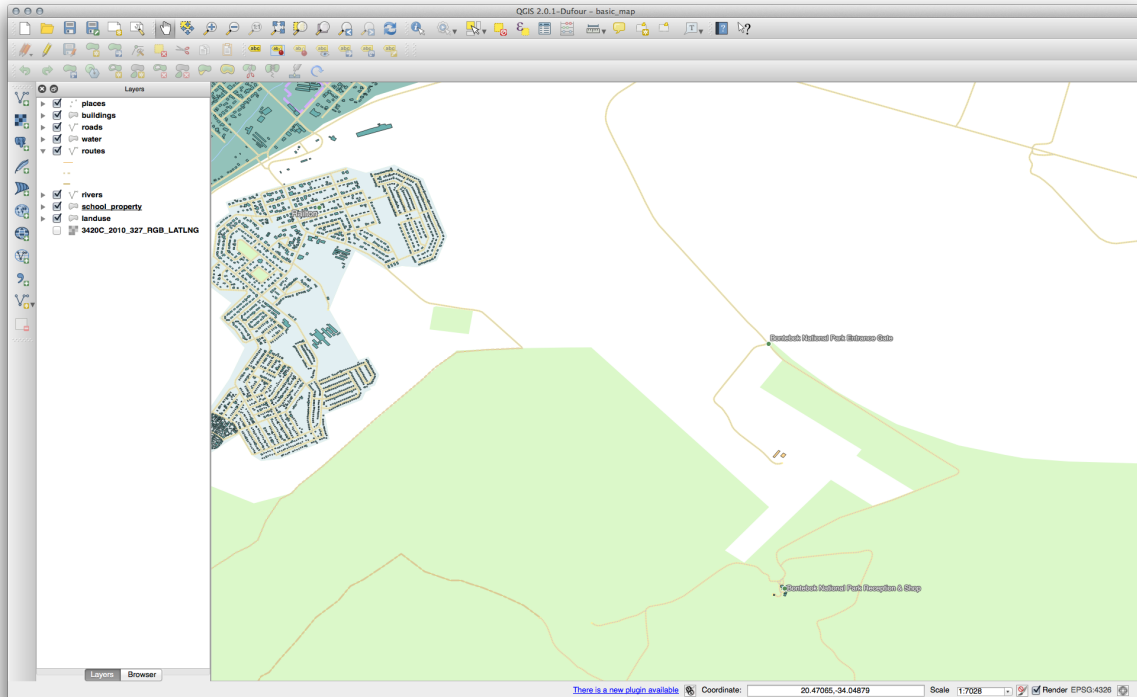 QGIS 2.0.1-Dufour - basic_map
Layers
places
buildings
roads
water
routes
rivers
school_property
landuse
3420C_2010_327_RGB_LATLNG
Railton
Bontebok National Park Entrance Gate
Bontebok National Park Reception & Shop
Layers
Browser
There is a new plugin available
Coordinate:
20.47065,-34.04879
Scale
1:7028
Render
EPSG:4326